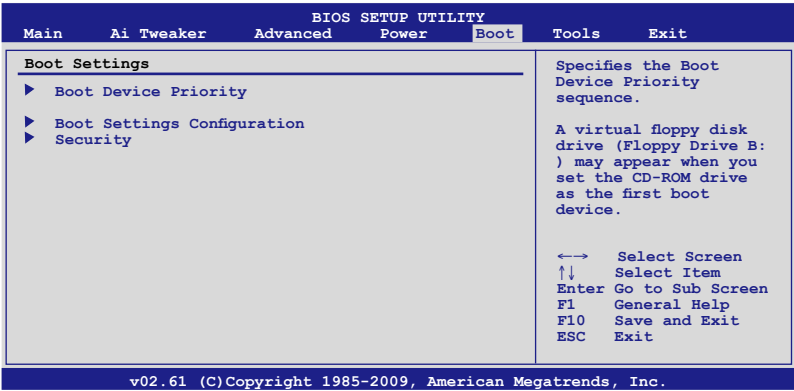 BIOS SETUP UTILITY
Main Ai Tweaker Advanced Power Boot Tools Exit
Boot Settings
Boot Device Priority
Boot Settings Configuration
Security
Specifies the Boot
Device Priority
sequence.
A virtual floppy disk
drive (Floppy Drive B:
) may appear when you
set the CD-ROM drive
as the first boot
device.
←→ Select Screen
↑↓ Select Item
Enter Go to Sub Screen
F1 General Help
F10 Save and Exit
ESC Exit
v02.61 (C)Copyright 1985-2009, American Megatrends, Inc.